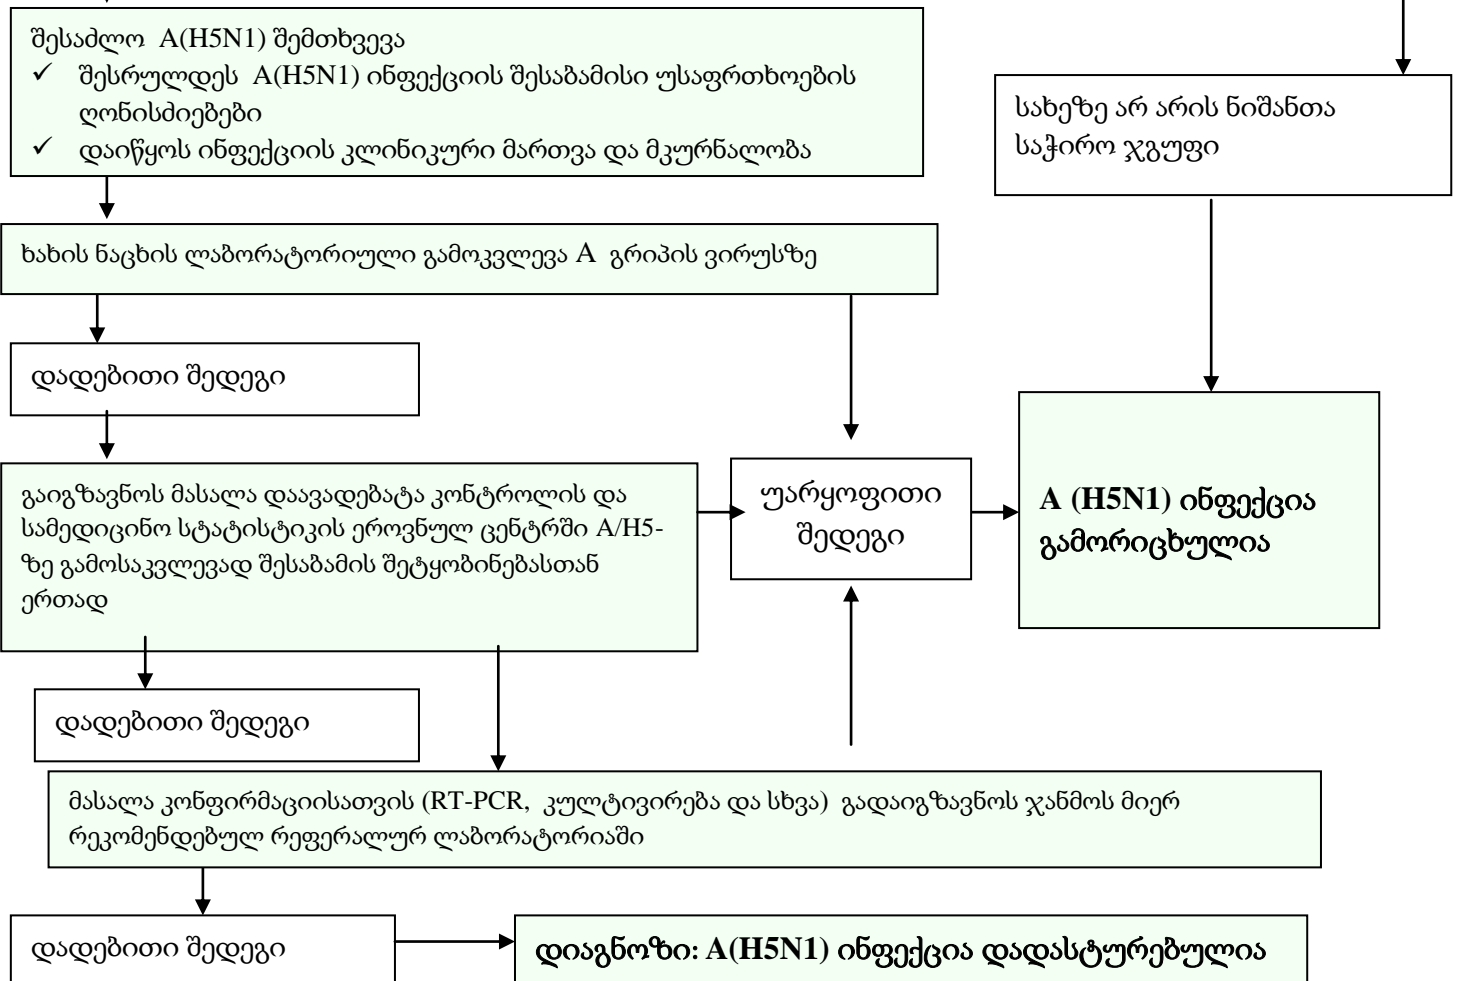 შესაძლო A(H5N1) შემთხვევა
✓ შესრულდეს A(H5N1) ინფექციის შესაბამისი უსაფრთხოების
ღონისძიებები
✓ დაიწყოს ინფექციის კლინიკური მართვა და მკურნალობა
სახეზე არ არის ნიშანთა
საჭირო ჯგუფი
ხახის ნაცხის ლაბორატორიული გამოკვლევა A გრიპის ვირუსზე
დადებითი შედეგი
გაიგზავნოს მასალა დაავადებატა კონტროლის და
სამედიცინო სტატისტიკის ეროვნულ ცენტრში A/H5-
ზე გამოსაკვლევად შესაბამის შეტყობინებასთან
ერთად
უარყოფითი
შედეგი
A (H5N1) ინფექცია
გამორიცხულია
დადებითი შედეგი
მასალა კონფირმაციისათვის (RT-PCR, კულტივირება და სხვა) გადაიგზავნოს ჯანმოს მიერ
რეკომენდებულ რეფერალურ ლაბორატორიაში
დადებითი შედეგი
დიაგნოზი: A(H5N1) ინფექცია დადასტურებულია